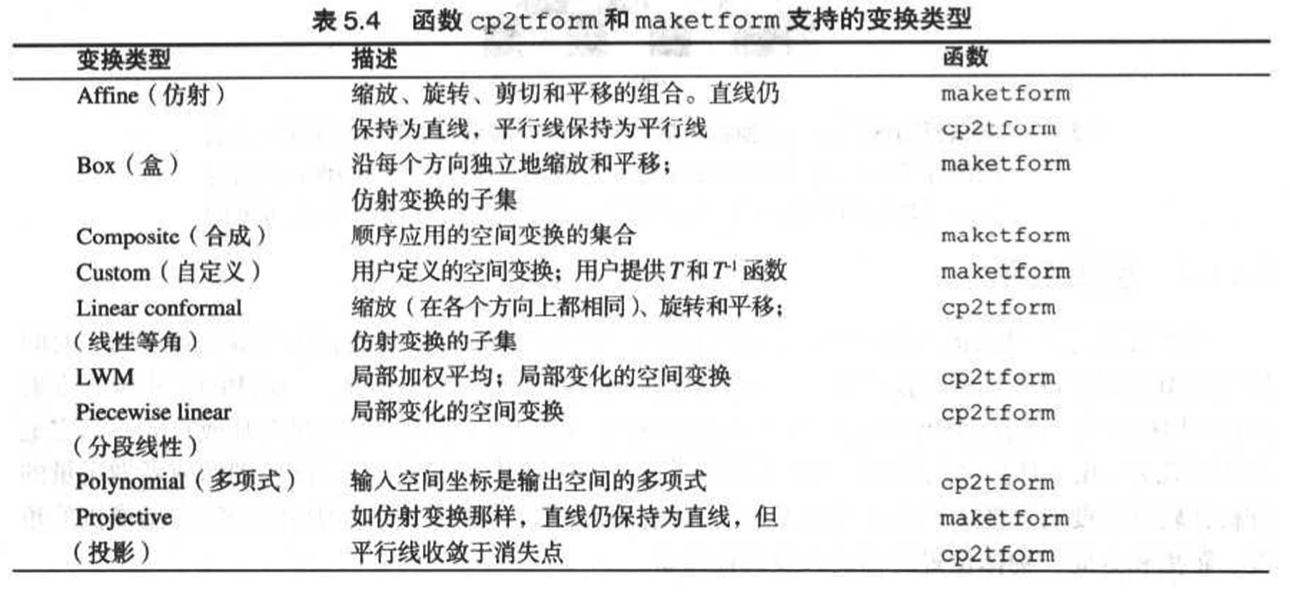 表 5.4 函数 cp2tform 和 maketform 支持的变换类型
变换类型 描述 函数
Affine（仿射） 缩放、旋转、剪切和平移的组合。直线仍 maketform
保持为直线，平行线保持为平行线 cp2tform
Box（盒） 沿每个方向独立地缩放和平移； maketform
仿射变换的子集
Composite（合成） 顺序应用的空间变换的集合 maketform
Custom（自定义） 用户定义的空间变换；用户提供 T 和 T⁻¹ 函数 maketform
Linear conformal 缩放（在各个方向上都相同）、旋转和平移； cp2tform
（线性等角） 仿射变换的子集
LWM 局部加权平均；局部变化的空间变换 cp2tform
Piecewise linear 局部变化的空间变换 cp2tform
（分段线性）
Polynomial（多项式） 输入空间坐标是输出空间的多项式 cp2tform
Projective 如仿射变换那样，直线仍保持为直线，但 maketform
（投影） 平行线收敛于消失点 cp2tform